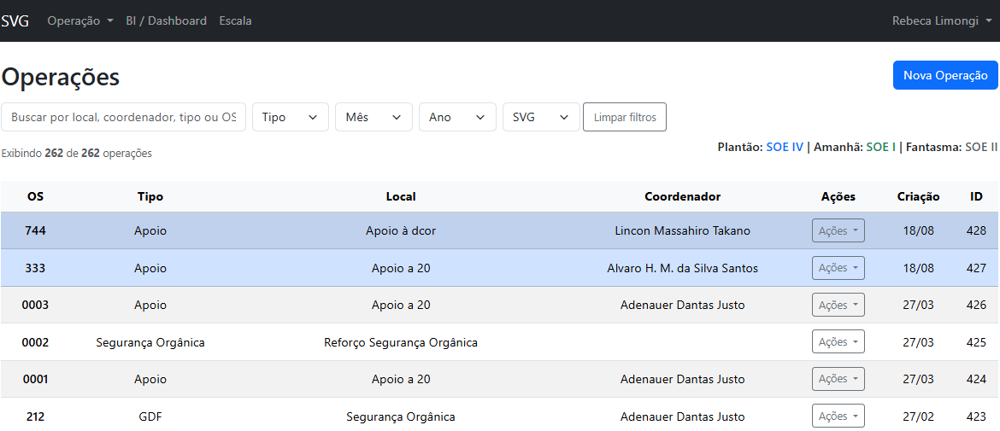 SVG Operação BI / Dashboard Escala Rebeca Limongi
Operações Nova Operação
Buscar por local, coordenador, tipo ou OS Tipo Mês Ano SVG Limpar filtros
Exibindo 262 de 262 operações Plantão: SOE IV | Amanhã: SOE I | Fantasma: SOE II
OS Tipo Local Coordenador Ações Criação ID
744 Apoio Apoio à dcor Lincon Massahiro Takano Ações 18/08 428
333 Apoio Apoio a 20 Alvaro H. M. da Silva Santos Ações 18/08 427
0003 Apoio Apoio a 20 Adenauer Dantas Justo Ações 27/03 426
0002 Segurança Orgânica Reforço Segurança Orgânica Ações 27/03 425
0001 Apoio Apoio a 20 Adenauer Dantas Justo Ações 27/03 424
212 GDF Segurança Orgânica Adenauer Dantas Justo Ações 27/02 423